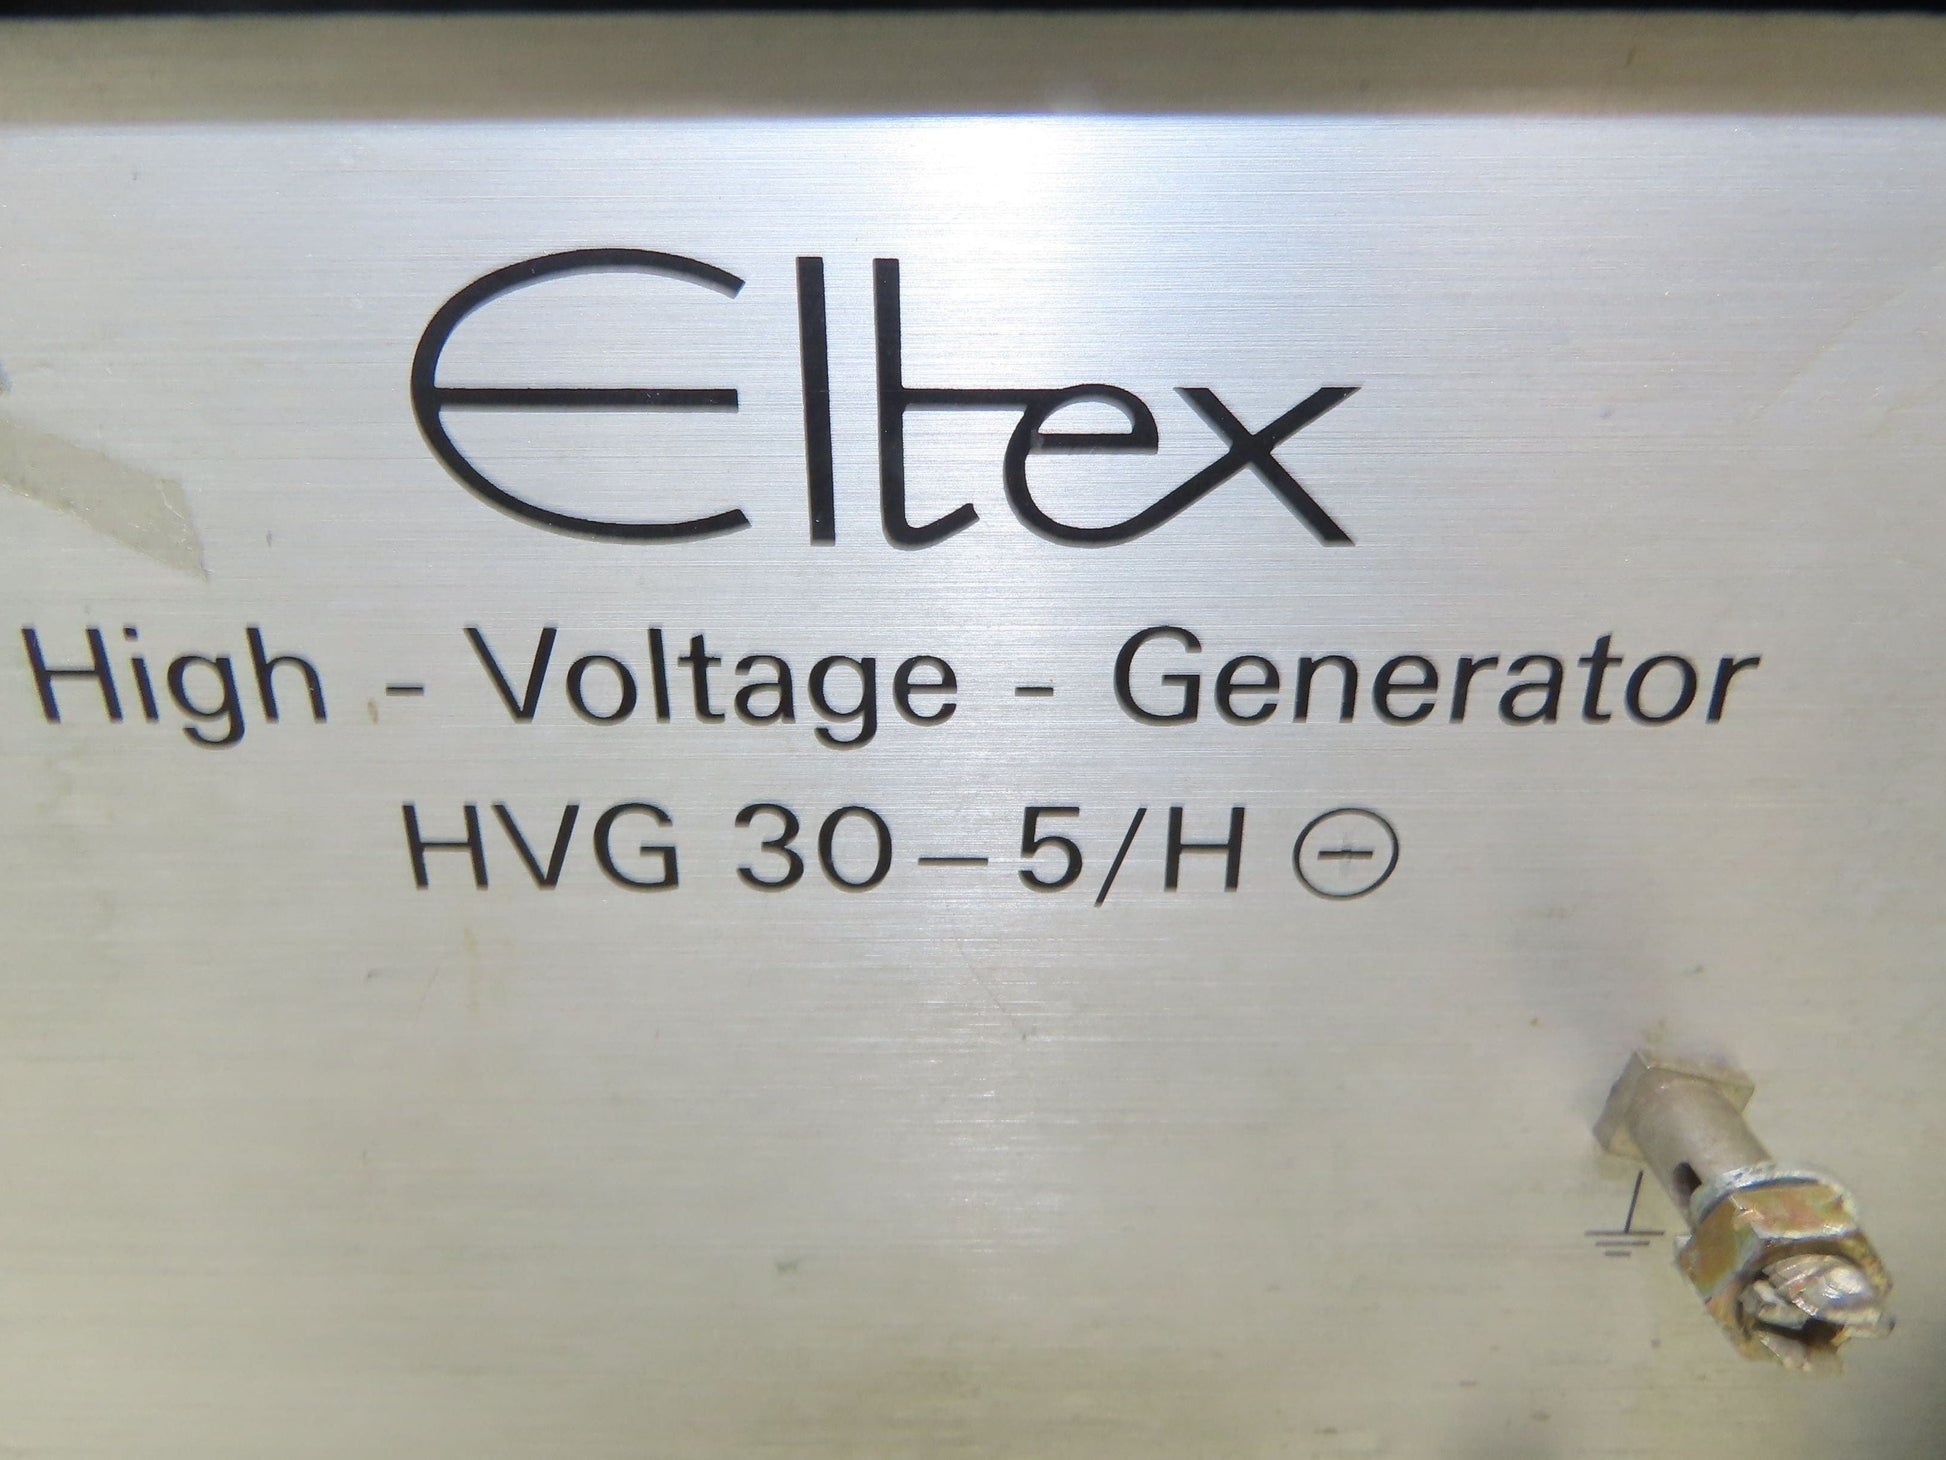 Eltex
High - Voltage - Generator
HVG 30-5/H ⊖